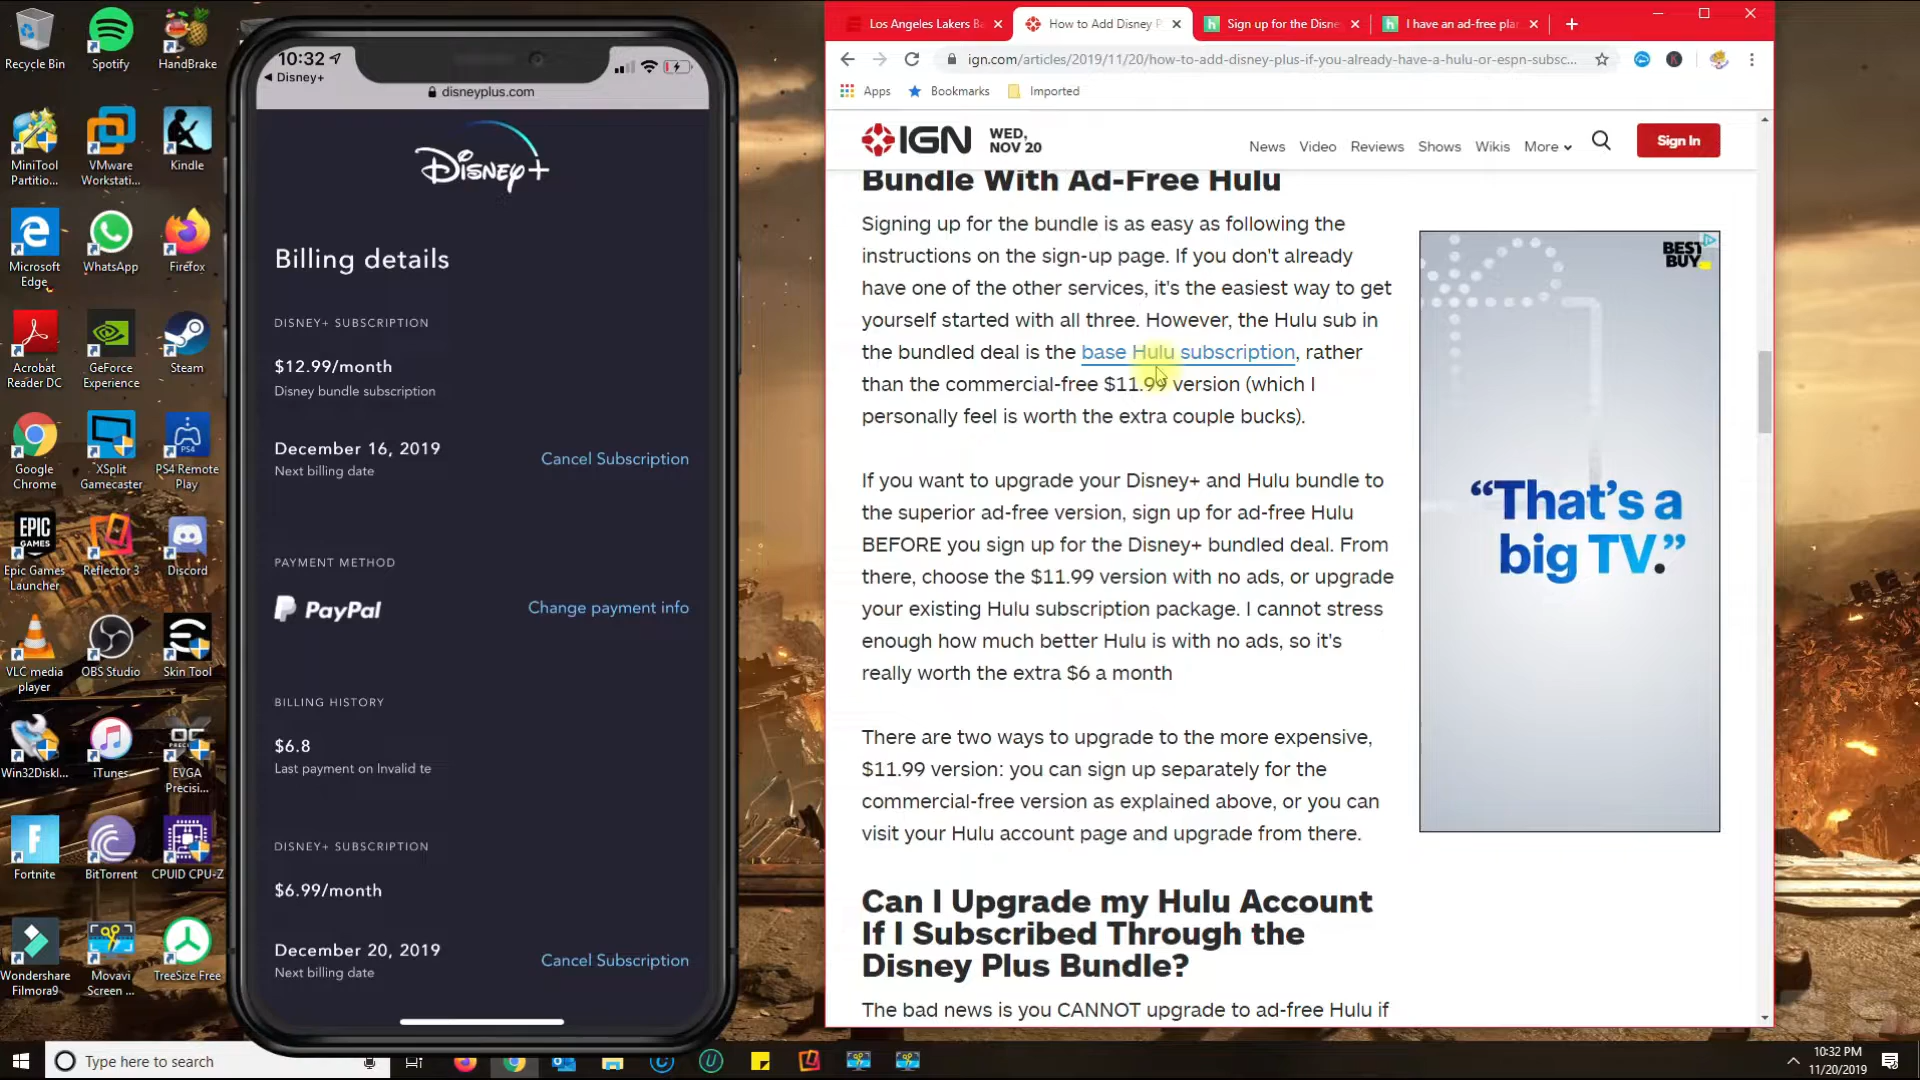 Recycle Bin
Spotify
HandBrake
MiniTool
Partitio...
VMware
Workstati...
Kindle
Microsoft
Edge
WhatsApp
Firefox
Acrobat
Reader DC
GeForce
Experience
Steam
Google
Chrome
XSplit
Gamecaster
PS4 Remote
Play
Epic Games
Launcher
Reflector 3
Discord
VLC media
player
OBS Studio
Skin Tool
Win32Diskl...
iTunes
EVGA
Precisi...
Fortnite
BitTorrent
CPUID CPU-Z
Wondershare
Filmora9
Movavi
Screen ...
TreeSize Free
10:32
Disney+
disneyplus.com
Disney+
Billing details
DISNEY+ SUBSCRIPTION
$12.99/month
Disney bundle subscription
December 16, 2019
Next billing date
Cancel Subscription
PAYMENT METHOD
PayPal
Change payment info
BILLING HISTORY
$6.8
Last payment on Invalid te
DISNEY+ SUBSCRIPTION
$6.99/month
December 20, 2019
Next billing date
Cancel Subscription
Los Angeles Lakers B
How to Add Disney P
Sign up for the Disne
I have an ad-free pla
ign.com/articles/2019/11/20/how-to-add-disney-plus-if-you-already-have-a-hulu-or-espn-subsc...
Apps
Bookmarks
Imported
IGN
WED,
NOV 20
News
Video
Reviews
Shows
Wikis
More
Sign In
Bundle With Ad-Free Hulu
Signing up for the bundle is as easy as following the
instructions on the sign-up page. If you don't already
have one of the other services, it's the easiest way to get
yourself started with all three. However, the Hulu sub in
the bundled deal is the base Hulu subscription, rather
than the commercial-free $11.99 version (which I
personally feel is worth the extra couple bucks).
If you want to upgrade your Disney+ and Hulu bundle to
the superior ad-free version, sign up for ad-free Hulu
BEFORE you sign up for the Disney+ bundled deal. From
there, choose the $11.99 version with no ads, or upgrade
your existing Hulu subscription package. I cannot stress
enough how much better Hulu is with no ads, so it's
really worth the extra $6 a month
There are two ways to upgrade to the more expensive,
$11.99 version: you can sign up separately for the
commercial-free version as explained above, or you can
visit your Hulu account page and upgrade from there.
Can I Upgrade my Hulu Account
If I Subscribed Through the
Disney Plus Bundle?
The bad news is you CANNOT upgrade to ad-free Hulu if
BEST
BUY
“That’s a
big TV.”
Type here to search
10:32 PM
11/20/2019